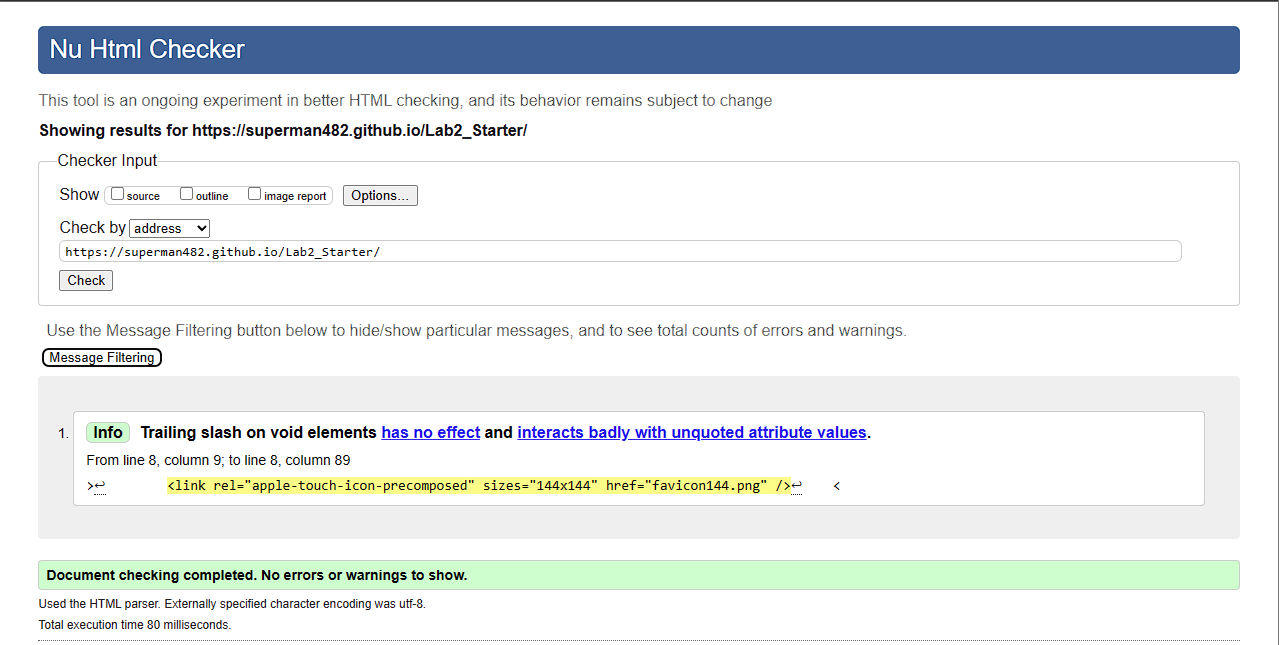 Nu Html Checker
This tool is an ongoing experiment in better HTML checking, and its behavior remains subject to change
Showing results for https://superman482.github.io/Lab2_Starter/
Checker Input
Show source outline image report Options...
Check by address
https://superman482.github.io/Lab2_Starter/
Check
Use the Message Filtering button below to hide/show particular messages, and to see total counts of errors and warnings.
Message Filtering
1. Info Trailing slash on void elements has no effect and interacts badly with unquoted attribute values.
From line 8, column 9; to line 8, column 89
>↩ <link rel="apple-touch-icon-precomposed" sizes="144x144" href="favicon144.png" />↩ <
Document checking completed. No errors or warnings to show.
Used the HTML parser. Externally specified character encoding was utf-8.
Total execution time 80 milliseconds.